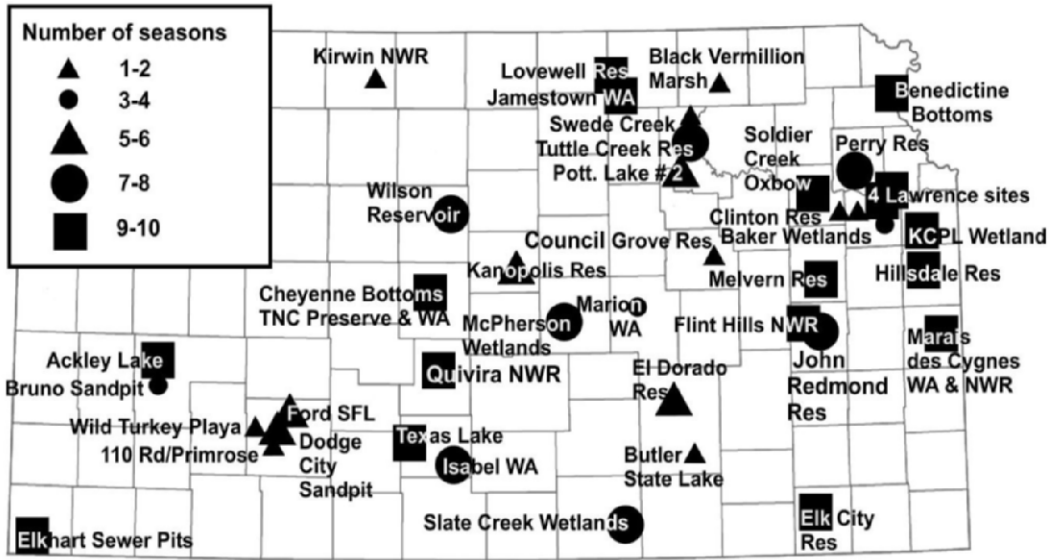 Number of seasons
1-2
3-4
5-6
7-8
9-10
Kirwin NWR
Lovewell Res
Jamestown WA
Black Vermillion
Marsh
Benedictine
Bottoms
Swede Creek
Tuttle Creek Res
Pott. Lake # 2
Soldier
Creek
Oxbow
Perry Res
4 Lawrence sites
Wilson
Reservoir
Clinton Res
Baker Wetlands
KCPL Wetland
Council Grove Res
Kanopolis Res
Melvern Res
Hillsdale Res
Cheyenne Bottoms
TNC Preserve & WA
McPherson
Wetlands
Marion
WA
Flint Hills NWR
John
Redmond
Res
Marais
des Cygnes
WA & NWR
Ackley Lake
Bruno Sandpit
Quivira NWR
El Dorado
Res
Wild Turkey Playa
110 Rd/Primrose
Ford SFL
Dodge
City
Sandpit
Texas Lake
Isabel WA
Butler
State Lake
Slate Creek Wetlands
Elk City
Res
Elkhart Sewer Pits